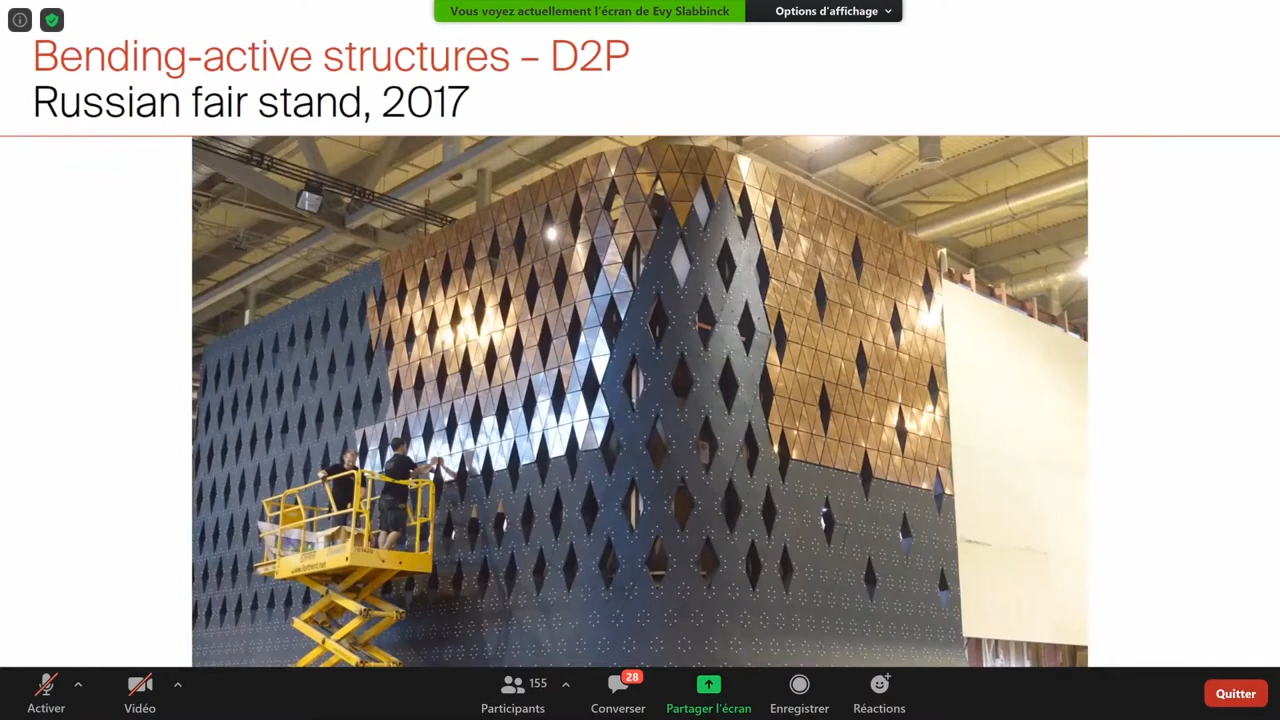 Vous voyez actuellement l'écran de Evy Slabbinck
Options d'affichage
Bending-active structures – D2P
Russian fair stand, 2017
Activer
Vidéo
155
Participants
28
Converser
Partager l'écran
Enregistrer
Réactions
Quitter